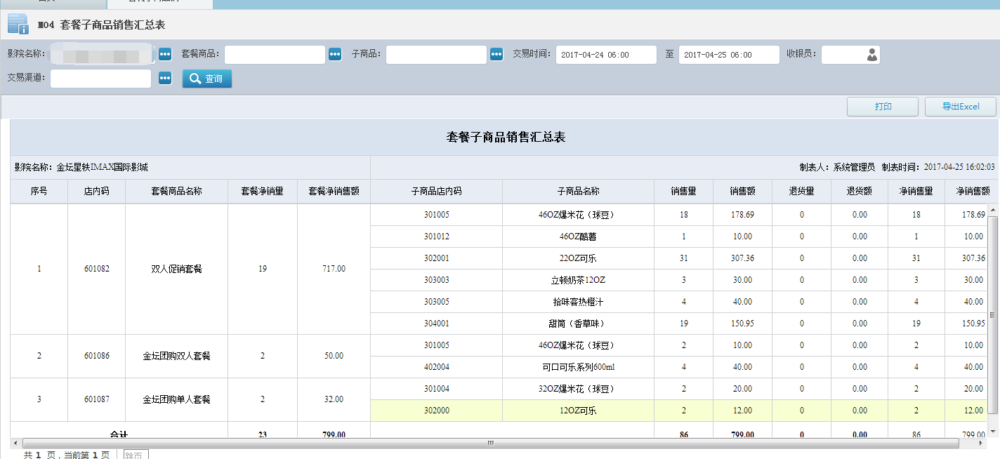 M04 套餐子商品销售汇总表
影院名称: 套餐商品: 子商品: 交易时间: 2017-04-24 06:00 至 2017-04-25 06:00 收银员:
交易渠道: 查询
打印 导出Excel
套餐子商品销售汇总表
影院名称：金坛星轶IMAX国际影城 制表人：系统管理员 制表时间：2017-04-25 16:02:03
序号 店内码 套餐商品名称 套餐净销量 套餐净销售额 子商品店内码 子商品名称 销售量 销售额 退货量 退货额 净销售量 净销售额
301005 46OZ爆米花（球豆） 18 178.69 0 0.00 18 178.69
301012 46OZ酷薯 1 10.00 0 0.00 1 10.00
302001 22OZ可乐 31 307.36 0 0.00 31 307.36
1 601082 双人促销套餐 19 717.00
303003 立顿奶茶12OZ 3 30.00 0 0.00 3 30.00
303005 拾味客热橙汁 4 40.00 0 0.00 4 40.00
304001 甜筒（香草味） 19 150.95 0 0.00 19 150.95
301005 46OZ爆米花（球豆） 2 10.00 0 0.00 2 10.00
2 601086 金坛团购双人套餐 2 50.00
402004 可口可乐系列600ml 4 40.00 0 0.00 4 40.00
301004 32OZ爆米花（球豆） 2 20.00 0 0.00 2 20.00
3 601087 金坛团购单人套餐 2 32.00
302000 12OZ可乐 2 12.00 0 0.00 2 12.00
合计 23 799.00 86 799.00 0 0.00 86 799.00
共 1 页，当前第 1 页 跳页